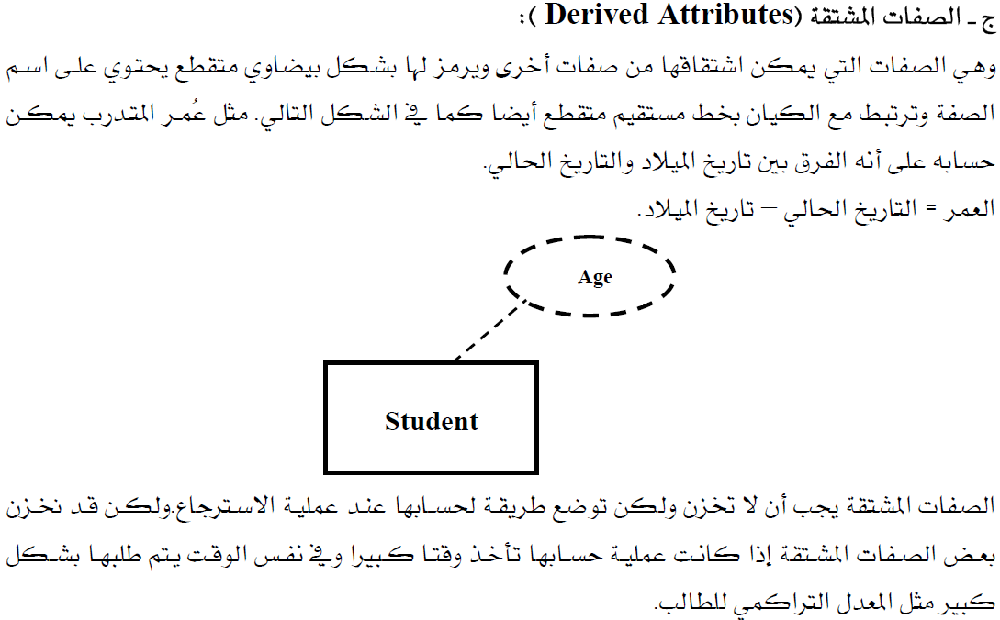 ج ـ الصفات المشتقة (Derived Attributes ):
وهي الصفات التي يمكن اشتقاقها من صفات أخرى ويرمز لها بشكل بيضاوي متقطع يحتوي على اسم
الصفة وترتبط مع الكيان بخط مستقيم متقطع أيضا كما في الشكل التالي. مثل عُمر المتدرب يمكن
حسابه على أنه الفرق بين تاريخ الميلاد والتاريخ الحالي.
العمر = التاريخ الحالي – تاريخ الميلاد.
Age
Student
الصفات المشتقة يجب أن لا تخزن ولكن توضع طريقة لحسابها عند عملية الاسترجاع.ولكن قد نخزن
بعض الصفات المشتقة إذا كانت عملية حسابها تأخذ وقتا كبيرا وفي نفس الوقت يتم طلبها بشكل
كبير مثل المعدل التراكمي للطالب.